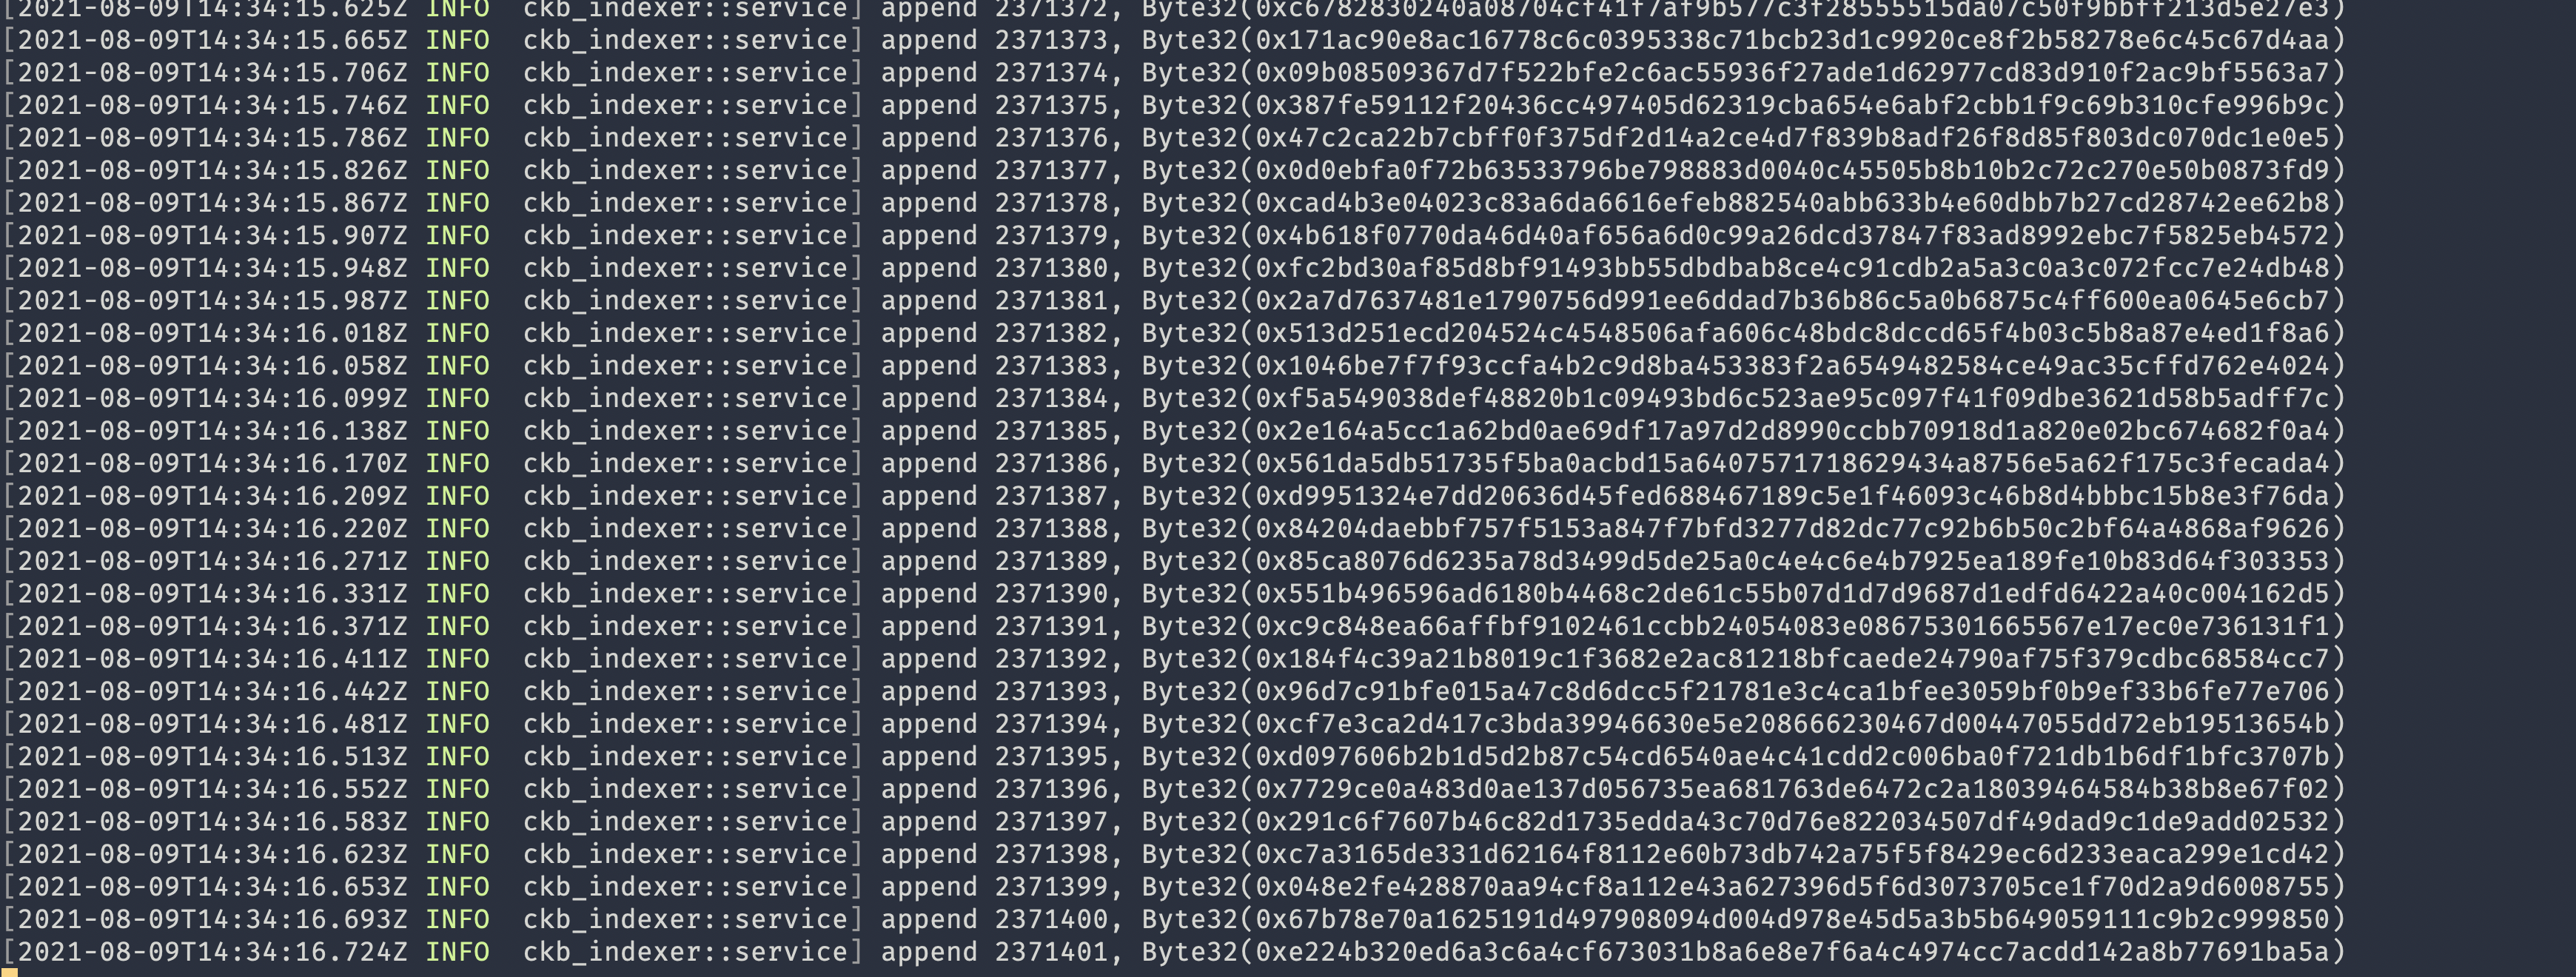 [2021-08-09T14:34:15.625Z INFO  ckb_indexer::service] append 2371372, Byte32(0xc6782830240a08704cf41f7af9b577c3f28555515da07c50f9bbff213d5e27e3)
[2021-08-09T14:34:15.665Z INFO  ckb_indexer::service] append 2371373, Byte32(0x171ac90e8ac16778c6c0395338c71bcb23d1c9920ce8f2b58278e6c45c67d4aa)
[2021-08-09T14:34:15.706Z INFO  ckb_indexer::service] append 2371374, Byte32(0x09b08509367d7f522bfe2c6ac55936f27ade1d62977cd83d910f2ac9bf5563a7)
[2021-08-09T14:34:15.746Z INFO  ckb_indexer::service] append 2371375, Byte32(0x387fe59112f20436cc497405d62319cba654e6abf2cbb1f9c69b310cfe996b9c)
[2021-08-09T14:34:15.786Z INFO  ckb_indexer::service] append 2371376, Byte32(0x47c2ca22b7cbff0f375df2d14a2ce4d7f839b8adf26f8d85f803dc070dc1e0e5)
[2021-08-09T14:34:15.826Z INFO  ckb_indexer::service] append 2371377, Byte32(0x0d0ebfa0f72b63533796be798883d0040c45505b8b10b2c72c270e50b0873fd9)
[2021-08-09T14:34:15.867Z INFO  ckb_indexer::service] append 2371378, Byte32(0xcad4b3e04023c83a6da6616efeb882540abb633b4e60dbb7b27cd28742ee62b8)
[2021-08-09T14:34:15.907Z INFO  ckb_indexer::service] append 2371379, Byte32(0x4b618f0770da46d40af656a6d0c99a26dcd37847f83ad8992ebc7f5825eb4572)
[2021-08-09T14:34:15.948Z INFO  ckb_indexer::service] append 2371380, Byte32(0xfc2bd30af85d8bf91493bb55dbdbab8ce4c91cdb2a5a3c0a3c072fcc7e24db48)
[2021-08-09T14:34:15.987Z INFO  ckb_indexer::service] append 2371381, Byte32(0x2a7d7637481e1790756d991ee6ddad7b36b86c5a0b6875c4ff600ea0645e6cb7)
[2021-08-09T14:34:16.018Z INFO  ckb_indexer::service] append 2371382, Byte32(0x513d251ecd204524c4548506afa606c48bdc8dccd65f4b03c5b8a87e4ed1f8a6)
[2021-08-09T14:34:16.058Z INFO  ckb_indexer::service] append 2371383, Byte32(0x1046be7f7f93ccfa4b2c9d8ba453383f2a6549482584ce49ac35cffd762e4024)
[2021-08-09T14:34:16.099Z INFO  ckb_indexer::service] append 2371384, Byte32(0xf5a549038def48820b1c09493bd6c523ae95c097f41f09dbe3621d58b5adff7c)
[2021-08-09T14:34:16.138Z INFO  ckb_indexer::service] append 2371385, Byte32(0x2e164a5cc1a62bd0ae69df17a97d2d8990ccbb70918d1a820e02bc674682f0a4)
[2021-08-09T14:34:16.170Z INFO  ckb_indexer::service] append 2371386, Byte32(0x561da5db51735f5ba0acbd15a6407571718629434a8756e5a62f175c3fecada4)
[2021-08-09T14:34:16.209Z INFO  ckb_indexer::service] append 2371387, Byte32(0xd9951324e7dd20636d45fed688467189c5e1f46093c46b8d4bbbc15b8e3f76da)
[2021-08-09T14:34:16.220Z INFO  ckb_indexer::service] append 2371388, Byte32(0x84204daebbf757f5153a847f7bfd3277d82dc77c92b6b50c2bf64a4868af9626)
[2021-08-09T14:34:16.271Z INFO  ckb_indexer::service] append 2371389, Byte32(0x85ca8076d6235a78d3499d5de25a0c4e4c6e4b7925ea189fe10b83d64f303353)
[2021-08-09T14:34:16.331Z INFO  ckb_indexer::service] append 2371390, Byte32(0x551b496596ad6180b4468c2de61c55b07d1d7d9687d1edfd6422a40c004162d5)
[2021-08-09T14:34:16.371Z INFO  ckb_indexer::service] append 2371391, Byte32(0xc9c848ea66affbf9102461ccbb24054083e08675301665567e17ec0e736131f1)
[2021-08-09T14:34:16.411Z INFO  ckb_indexer::service] append 2371392, Byte32(0x184f4c39a21b8019c1f3682e2ac81218bfcaede24790af75f379cdbc68584cc7)
[2021-08-09T14:34:16.442Z INFO  ckb_indexer::service] append 2371393, Byte32(0x96d7c91bfe015a47c8d6dcc5f21781e3c4ca1bfee3059bf0b9ef33b6fe77e706)
[2021-08-09T14:34:16.481Z INFO  ckb_indexer::service] append 2371394, Byte32(0xcf7e3ca2d417c3bda39946630e5e208666230467d00447055dd72eb19513654b)
[2021-08-09T14:34:16.513Z INFO  ckb_indexer::service] append 2371395, Byte32(0xd097606b2b1d5d2b87c54cd6540ae4c41cdd2c006ba0f721db1b6df1bfc3707b)
[2021-08-09T14:34:16.552Z INFO  ckb_indexer::service] append 2371396, Byte32(0x7729ce0a483d0ae137d056735ea681763de6472c2a18039464584b38b8e67f02)
[2021-08-09T14:34:16.583Z INFO  ckb_indexer::service] append 2371397, Byte32(0x291c6f7607b46c82d1735edda43c70d76e822034507df49dad9c1de9add02532)
[2021-08-09T14:34:16.623Z INFO  ckb_indexer::service] append 2371398, Byte32(0xc7a3165de331d62164f8112e60b73db742a75f5f8429ec6d233eaca299e1cd42)
[2021-08-09T14:34:16.653Z INFO  ckb_indexer::service] append 2371399, Byte32(0x048e2fe428870aa94cf8a112e43a627396d5f6d3073705ce1f70d2a9d6008755)
[2021-08-09T14:34:16.693Z INFO  ckb_indexer::service] append 2371400, Byte32(0x67b78e70a1625191d497908094d004d978e45d5a3b5b649059111c9b2c999850)
[2021-08-09T14:34:16.724Z INFO  ckb_indexer::service] append 2371401, Byte32(0xe224b320ed6a3c6a4cf673031b8a6e8e7f6a4c4974cc7acdd142a8b77691ba5a)